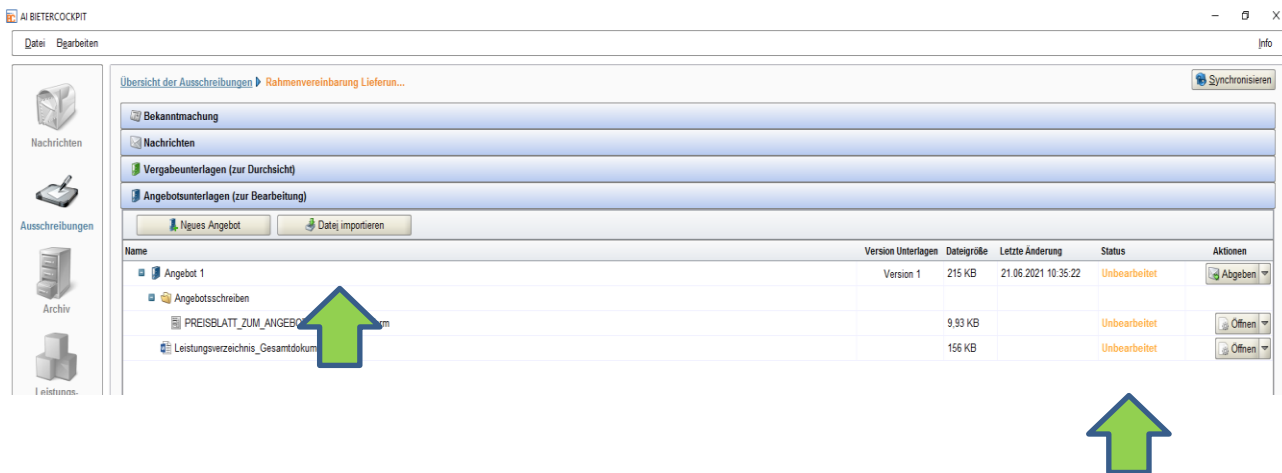 AI BIETERCOCKPIT
Datei Bearbeiten Info
Übersicht der Ausschreibungen Rahmenvereinbarung Lieferun... Synchronisieren
Bekanntmachung
Nachrichten
Nachrichten
Vergabeunterlagen (zur Durchsicht)
Angebotsunterlagen (zur Bearbeitung)
Ausschreibungen
Neues Angebot Datei importieren
Name Version Unterlagen Dateigröße Letzte Änderung Status Aktionen
Angebot 1 Version 1 215 KB 21.06.2021 10:35:22 Unbearbeitet Abgeben
Angebotsschreiben
Archiv
PREISBLATT_ZUM_ANGEBO 9,93 KB Unbearbeitet Öffnen
Leistungsverzeichnis_Gesamtdokum 156 KB Unbearbeitet Öffnen
Leistungs-